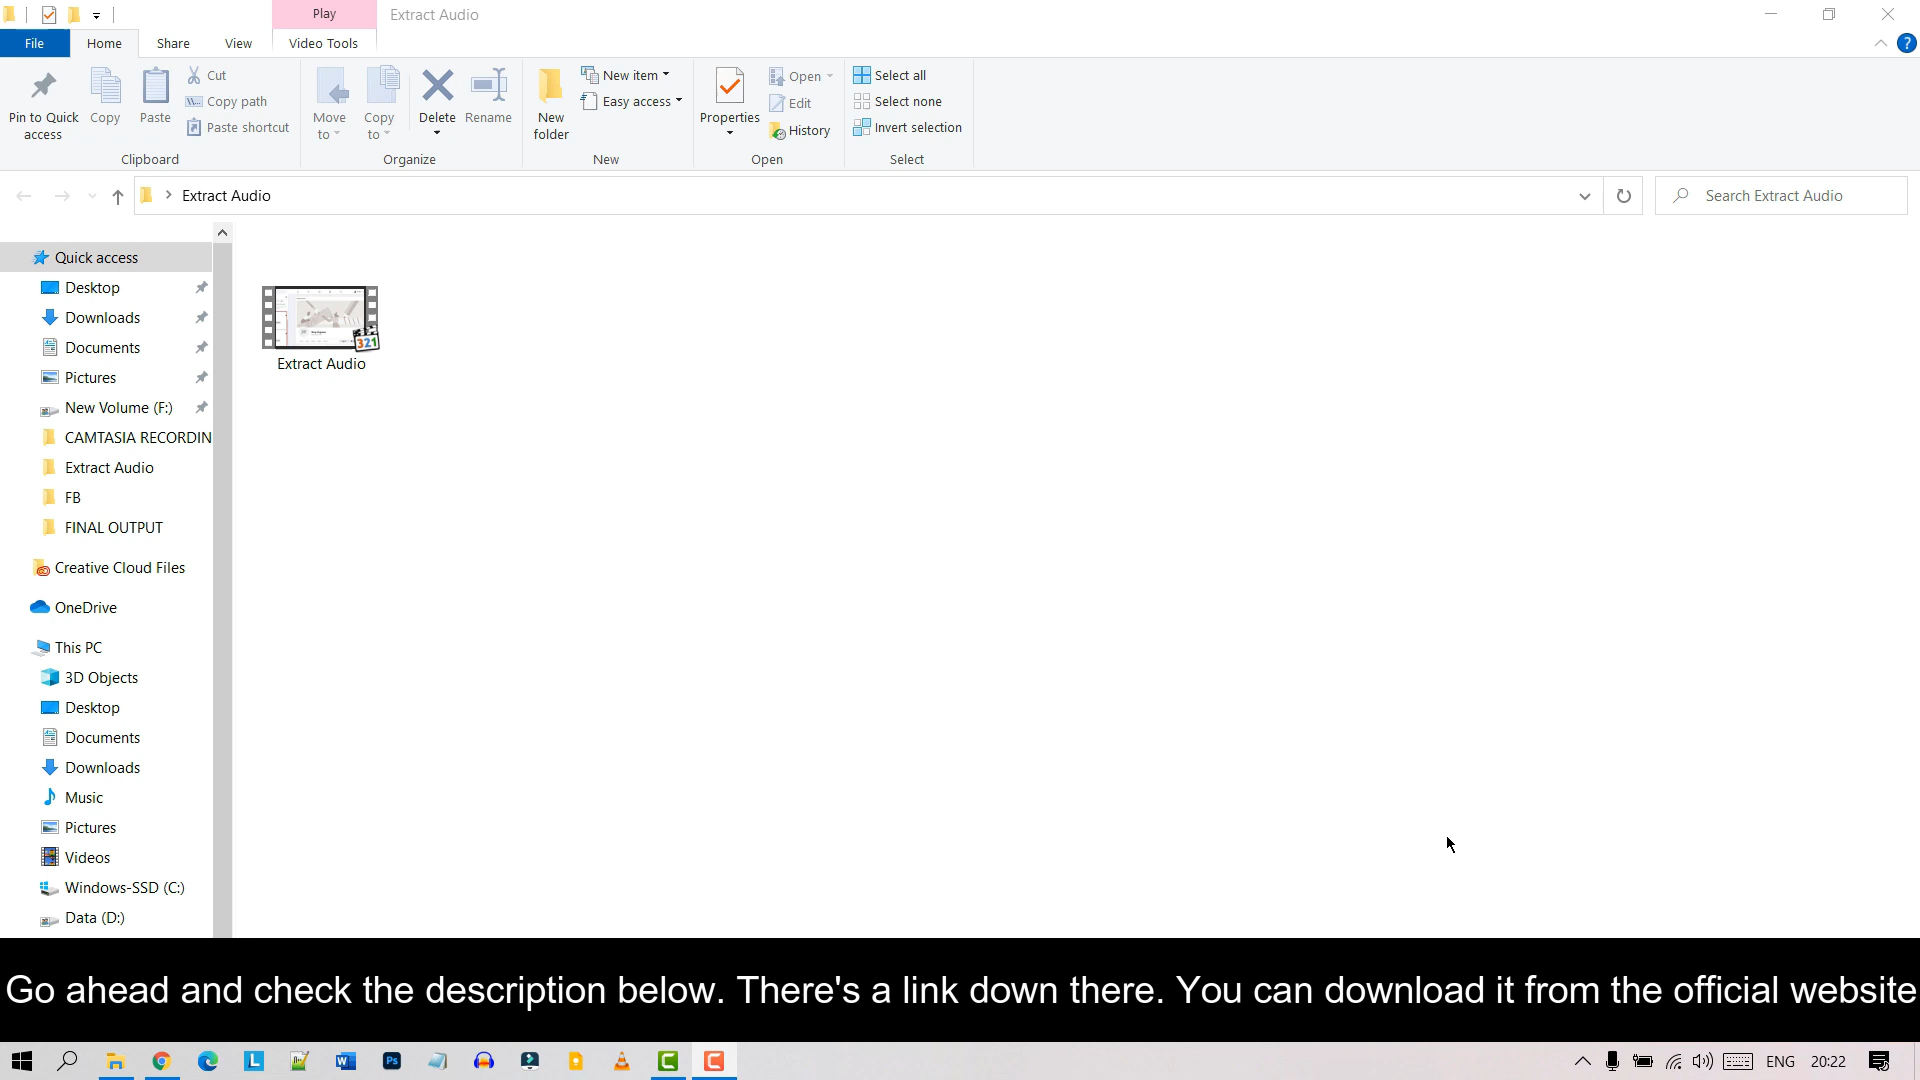 Play
Extract Audio
File
Home
Share
View
Video Tools
Pin to Quick access
Copy
Paste
Cut
Copy path
Paste shortcut
Clipboard
Move to
Copy to
Delete
Rename
Organize
New folder
New item
Easy access
New
Properties
Open
Edit
History
Open
Select all
Select none
Invert selection
Select
Extract Audio
Search Extract Audio
Quick access
Desktop
Downloads
Documents
Pictures
New Volume (F:)
CAMTASIA RECORDIN
Extract Audio
FB
FINAL OUTPUT
Creative Cloud Files
OneDrive
This PC
3D Objects
Desktop
Documents
Downloads
Music
Pictures
Videos
Windows-SSD (C:)
Data (D:)
321
Extract Audio
Go ahead and check the description below. There's a link down there. You can download it from the official website
L
W
Ps
C
C
ENG
20:22